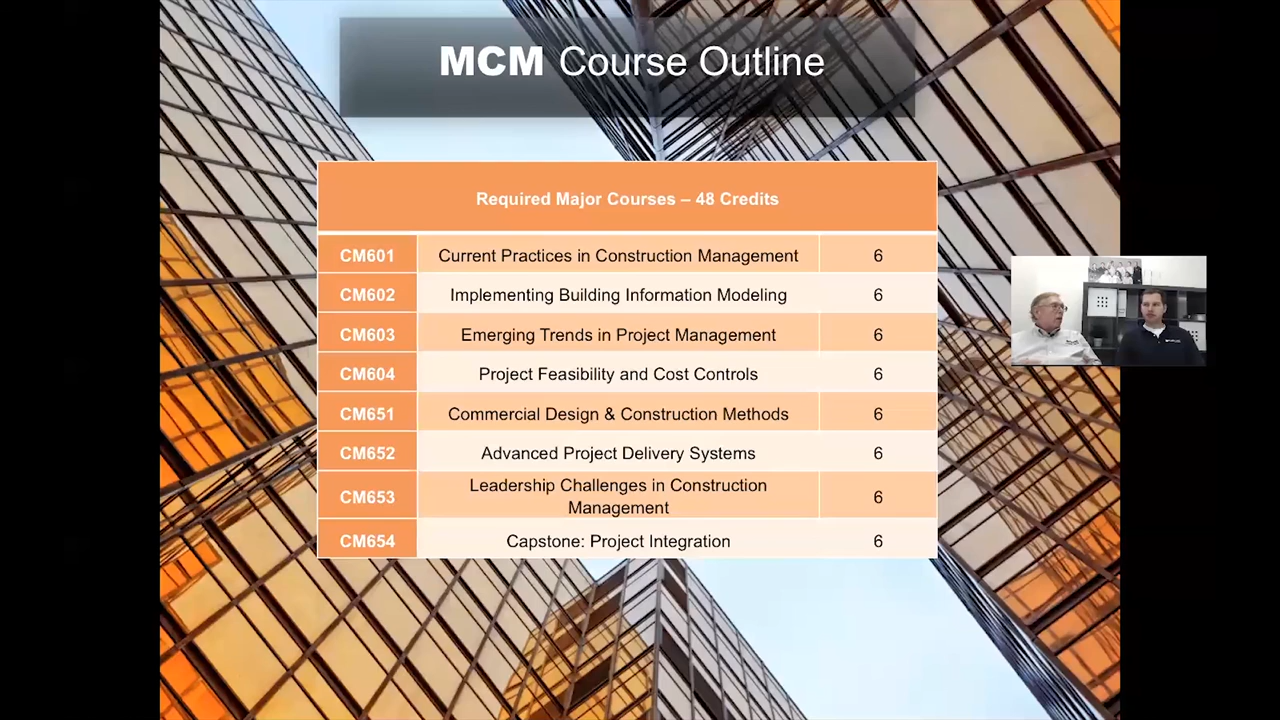 MCM Course Outline
Required Major Courses – 48 Credits
CM601 Current Practices in Construction Management 6
CM602 Implementing Building Information Modeling 6
CM603 Emerging Trends in Project Management 6
CM604 Project Feasibility and Cost Controls 6
CM651 Commercial Design & Construction Methods 6
CM652 Advanced Project Delivery Systems 6
CM653 Leadership Challenges in Construction
Management 6
CM654 Capstone: Project Integration 6